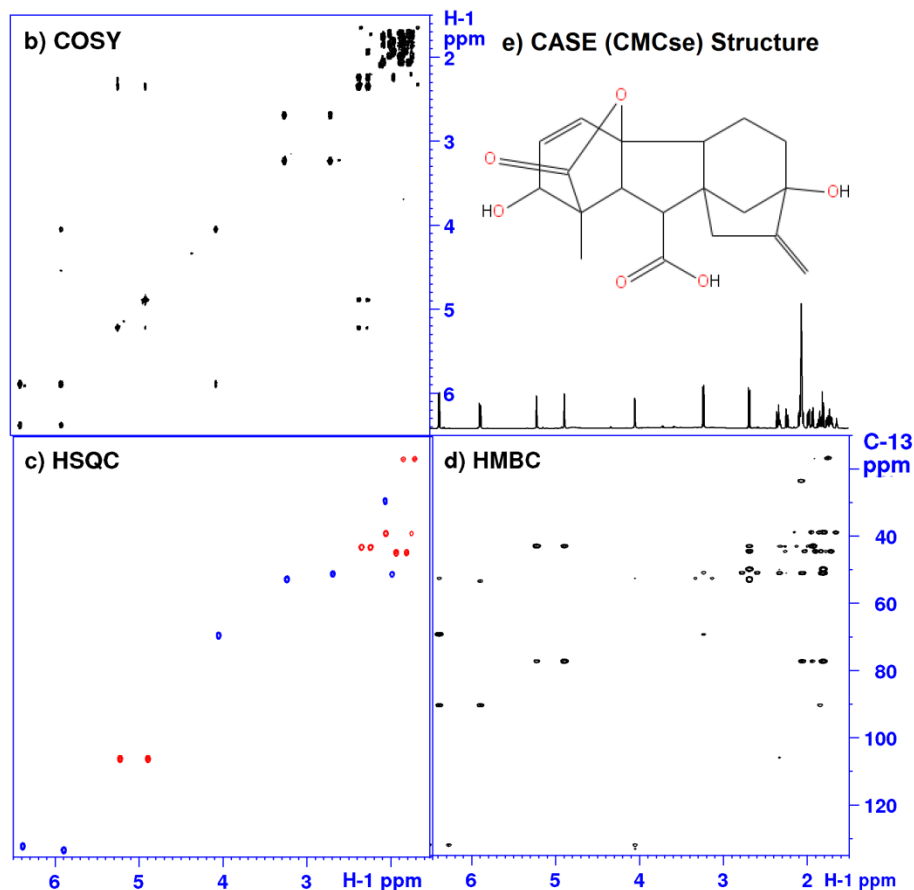 b) COSY
H-1
ppm
2
3
4
5
6
e) CASE (CMCse) Structure
O
O
HO
OH
O
OH
c) HSQC
6 5 4 3 H-1 ppm
d) HMBC
C-13
ppm
40
60
80
100
120
6 5 4 3 2
H-1 ppm